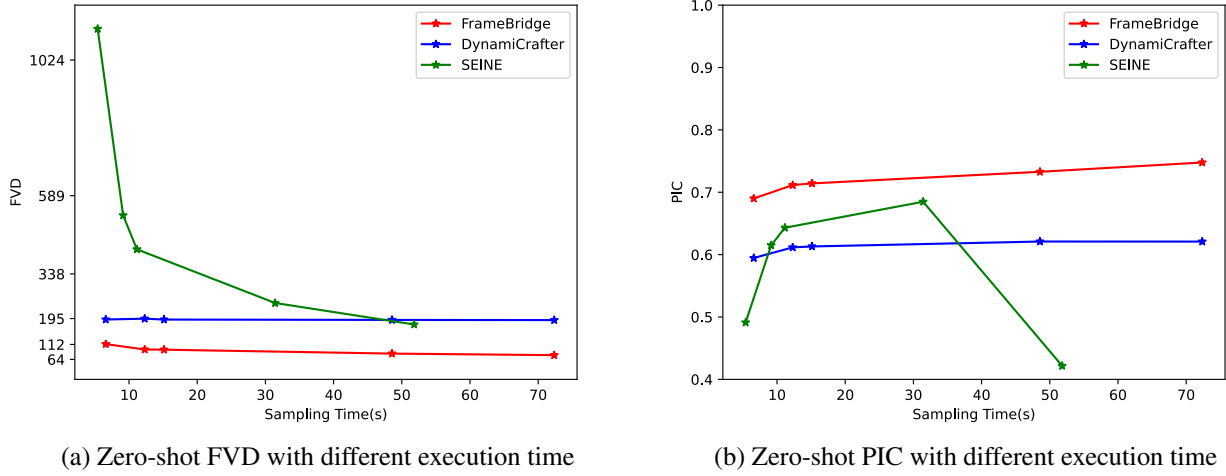 FrameBridge
DynamiCrafter
SEINE
1024
589
338
195
112
64
FVD
10 20 30 40 50 60 70
Sampling Time(s)
(a) Zero-shot FVD with different execution time
FrameBridge
DynamiCrafter
SEINE
1.0
0.9
0.8
0.7
0.6
0.5
0.4
PIC
10 20 30 40 50 60 70
Sampling Time(s)
(b) Zero-shot PIC with different execution time